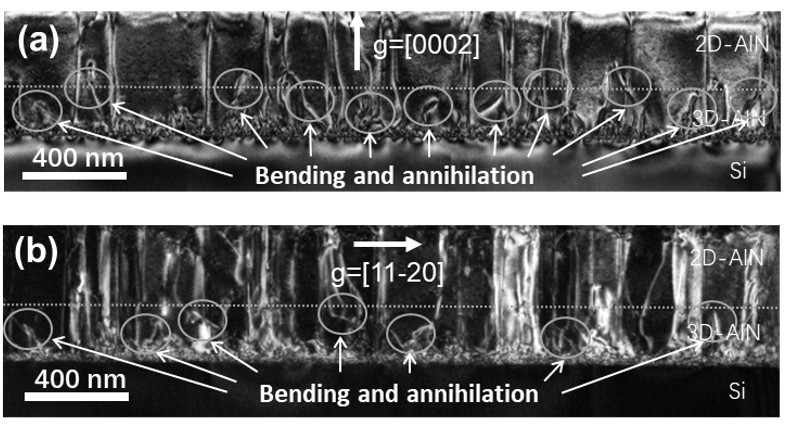 (a)
g=[0002]
2D-AlN
3D-AlN
400 nm
Bending and annihilation
Si
(b)
g=[11-20]
2D-AlN
3D-AlN
400 nm
Bending and annihilation
Si